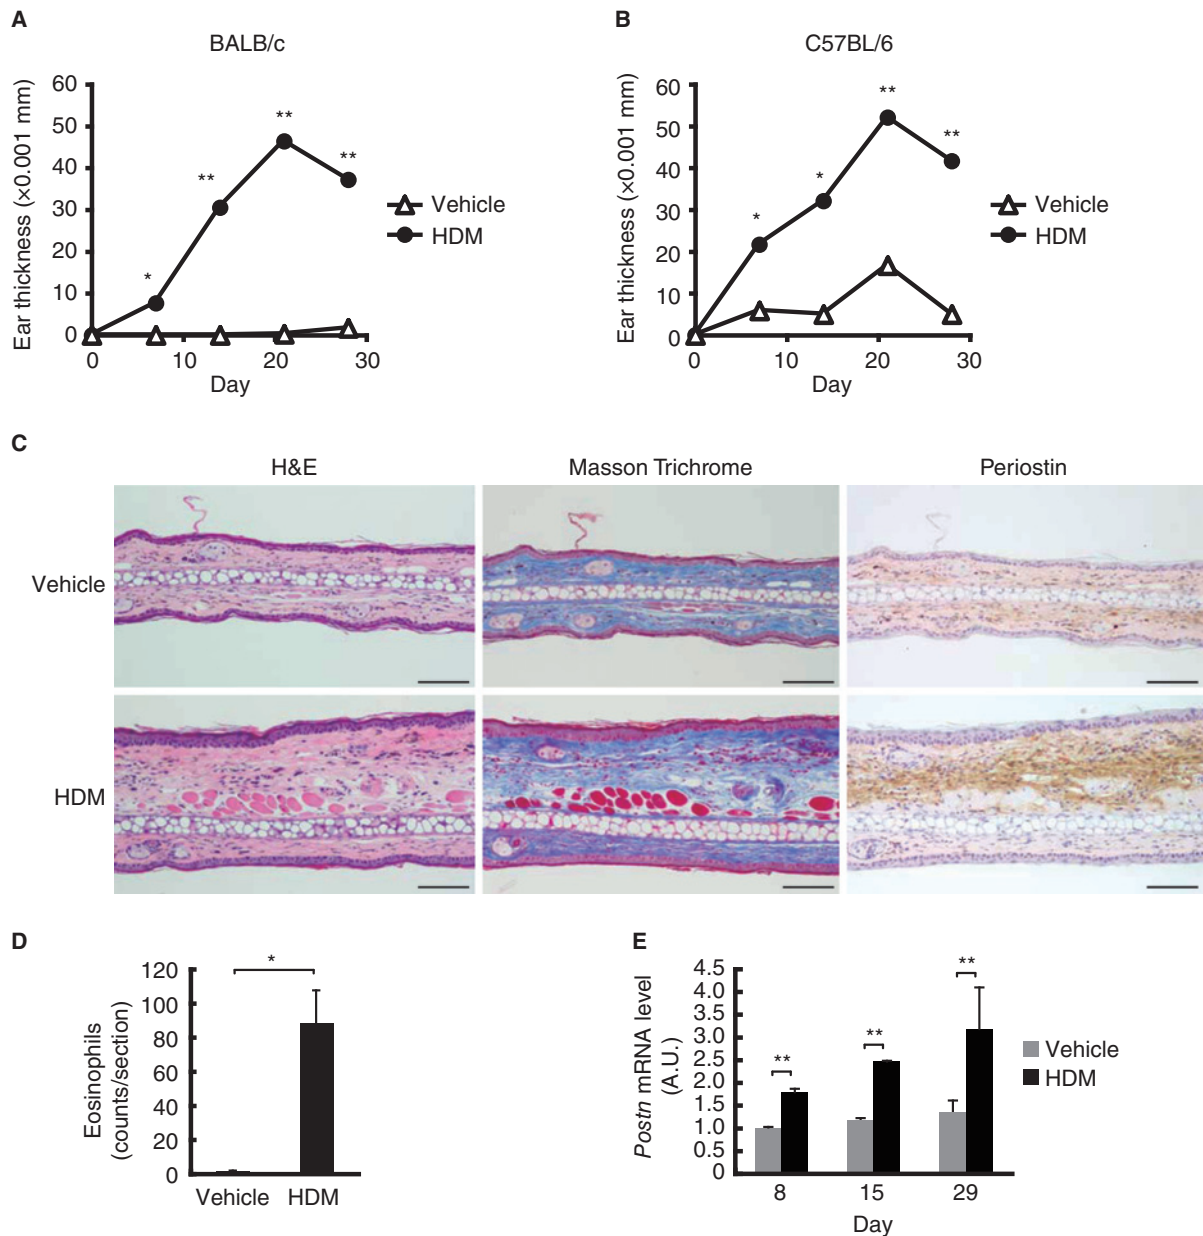 A
BALB/c
Ear thickness (×0.001 mm)
60
50
40
30
20
10
0
**
**
**
*
0 10 20 30
Day
Vehicle
HDM
B
C57BL/6
Ear thickness (×0.001 mm)
60
50
40
30
20
10
0
**
**
*
*
0 10 20 30
Day
Vehicle
HDM
C
H&E Masson Trichrome Periostin
Vehicle
HDM
D
Eosinophils
(counts/section)
120
100
80
60
40
20
0
*
Vehicle HDM
E
Postn mRNA level
(A.U.)
4.5
4.0
3.5
3.0
2.5
2.0
1.5
1.0
0.5
0
**
**
**
8 15 29
Day
Vehicle
HDM